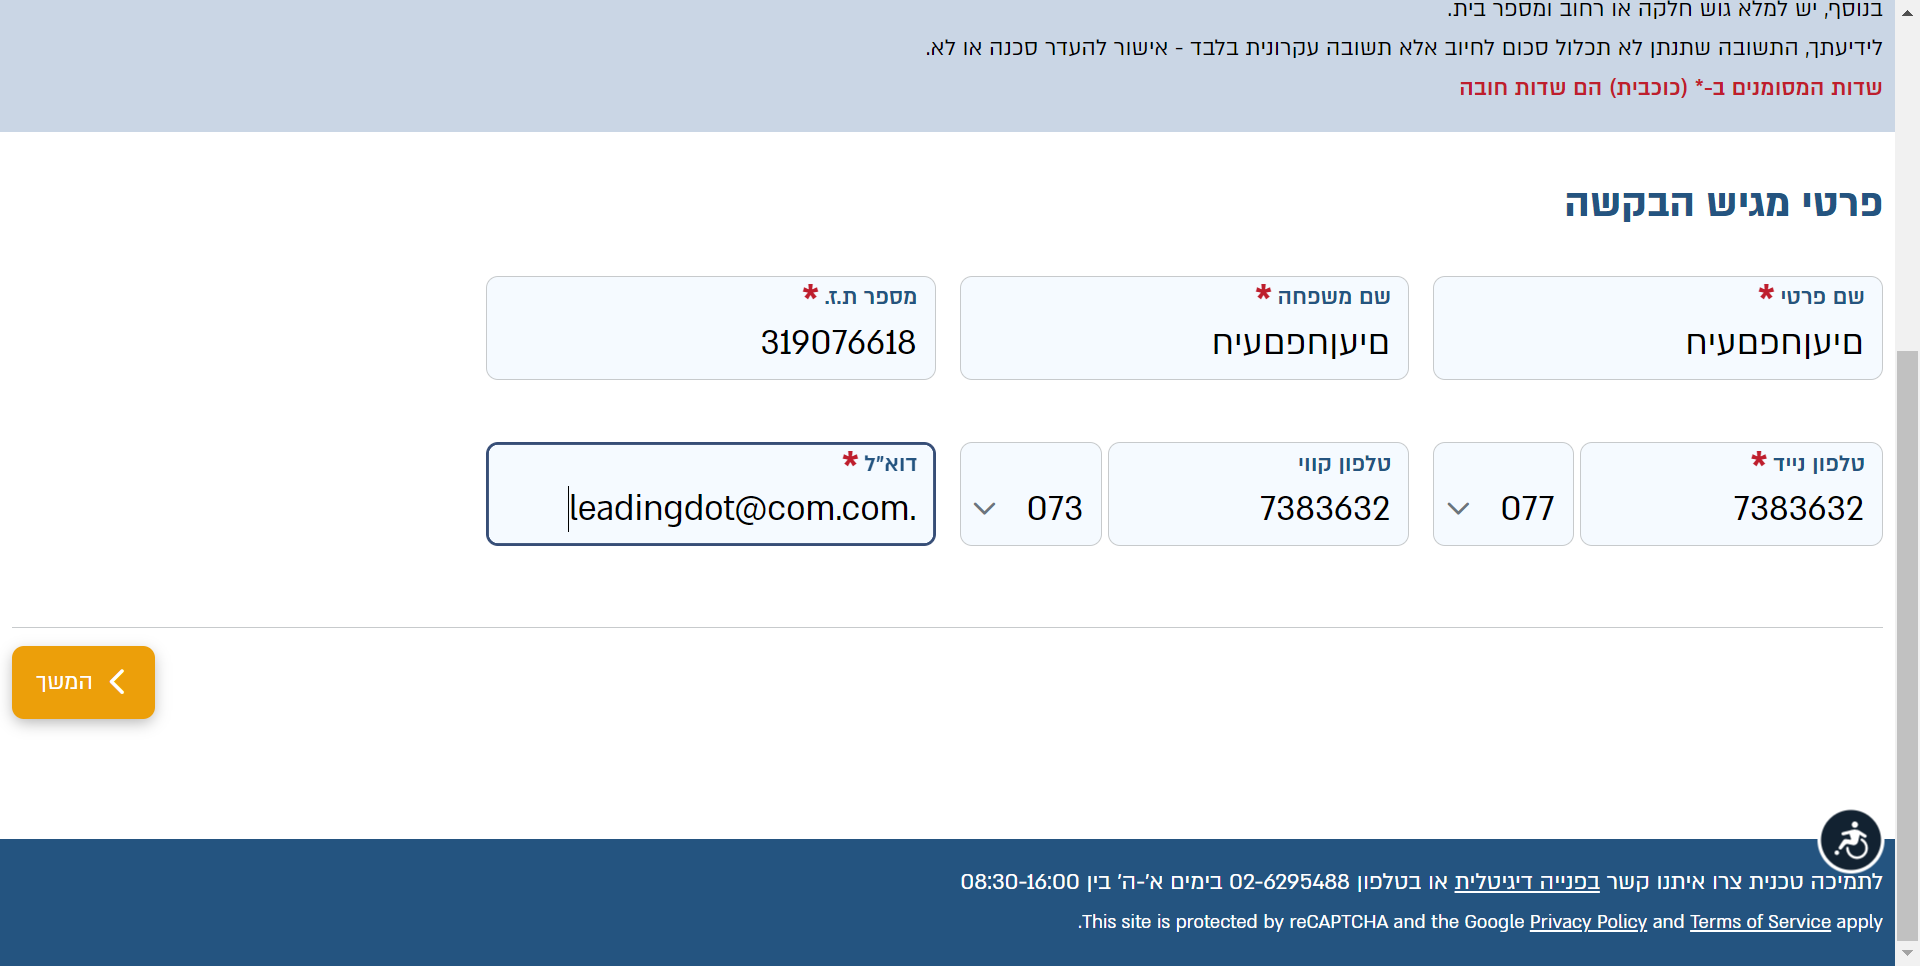 בנוסף, יש למלא גוש חלקה או רחוב ומספר בית.
לידיעתך, התשובה שתנתן לא תכלול סכום לחיוב אלא תשובה עקרונית בלבד - אישור להעדר סכנה או לא.
שדות המסומנים ב-* (כוכבית) הם שדות חובה
פרטי מגיש הבקשה
שם פרטי *
םיעןחפםעיח
שם משפחה *
םיעןחפםעיח
מספר ת.ז. *
319076618
טלפון נייד *
7383632
077
טלפון קווי
7383632
073
דוא"ל *
leadingdot@com.com.
המשך
לתמיכה טכנית צרו איתנו קשר בפנייה דיגיטלית או בטלפון 02-6295488 בימים א'-ה' בין 08:30-16:00
This site is protected by reCAPTCHA and the Google Privacy Policy and Terms of Service apply.